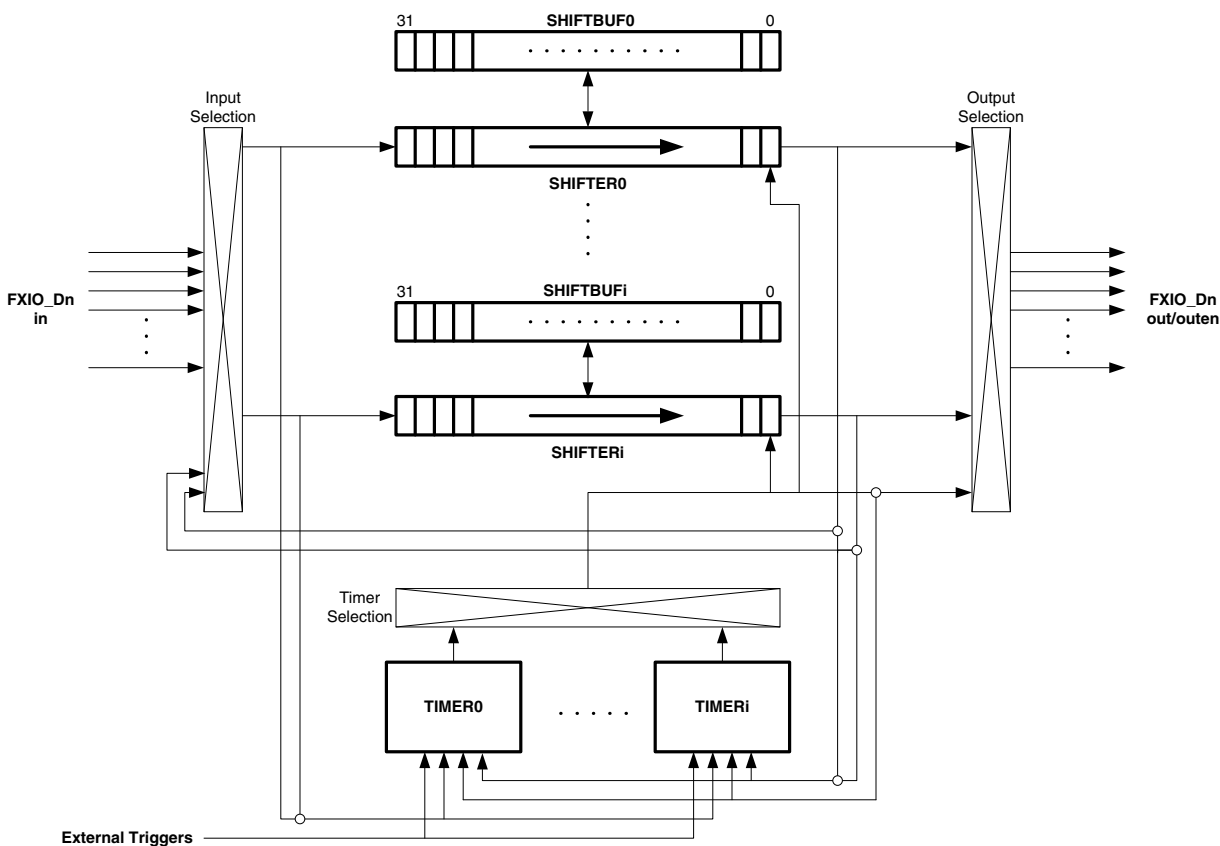 31 SHIFTBUF0 0
Input
Selection
Output
Selection
SHIFTER0
FXIO_Dn
in
31 SHIFTBUFi 0
FXIO_Dn
out/outen
SHIFTERi
Timer
Selection
TIMER0
TIMERi
External Triggers